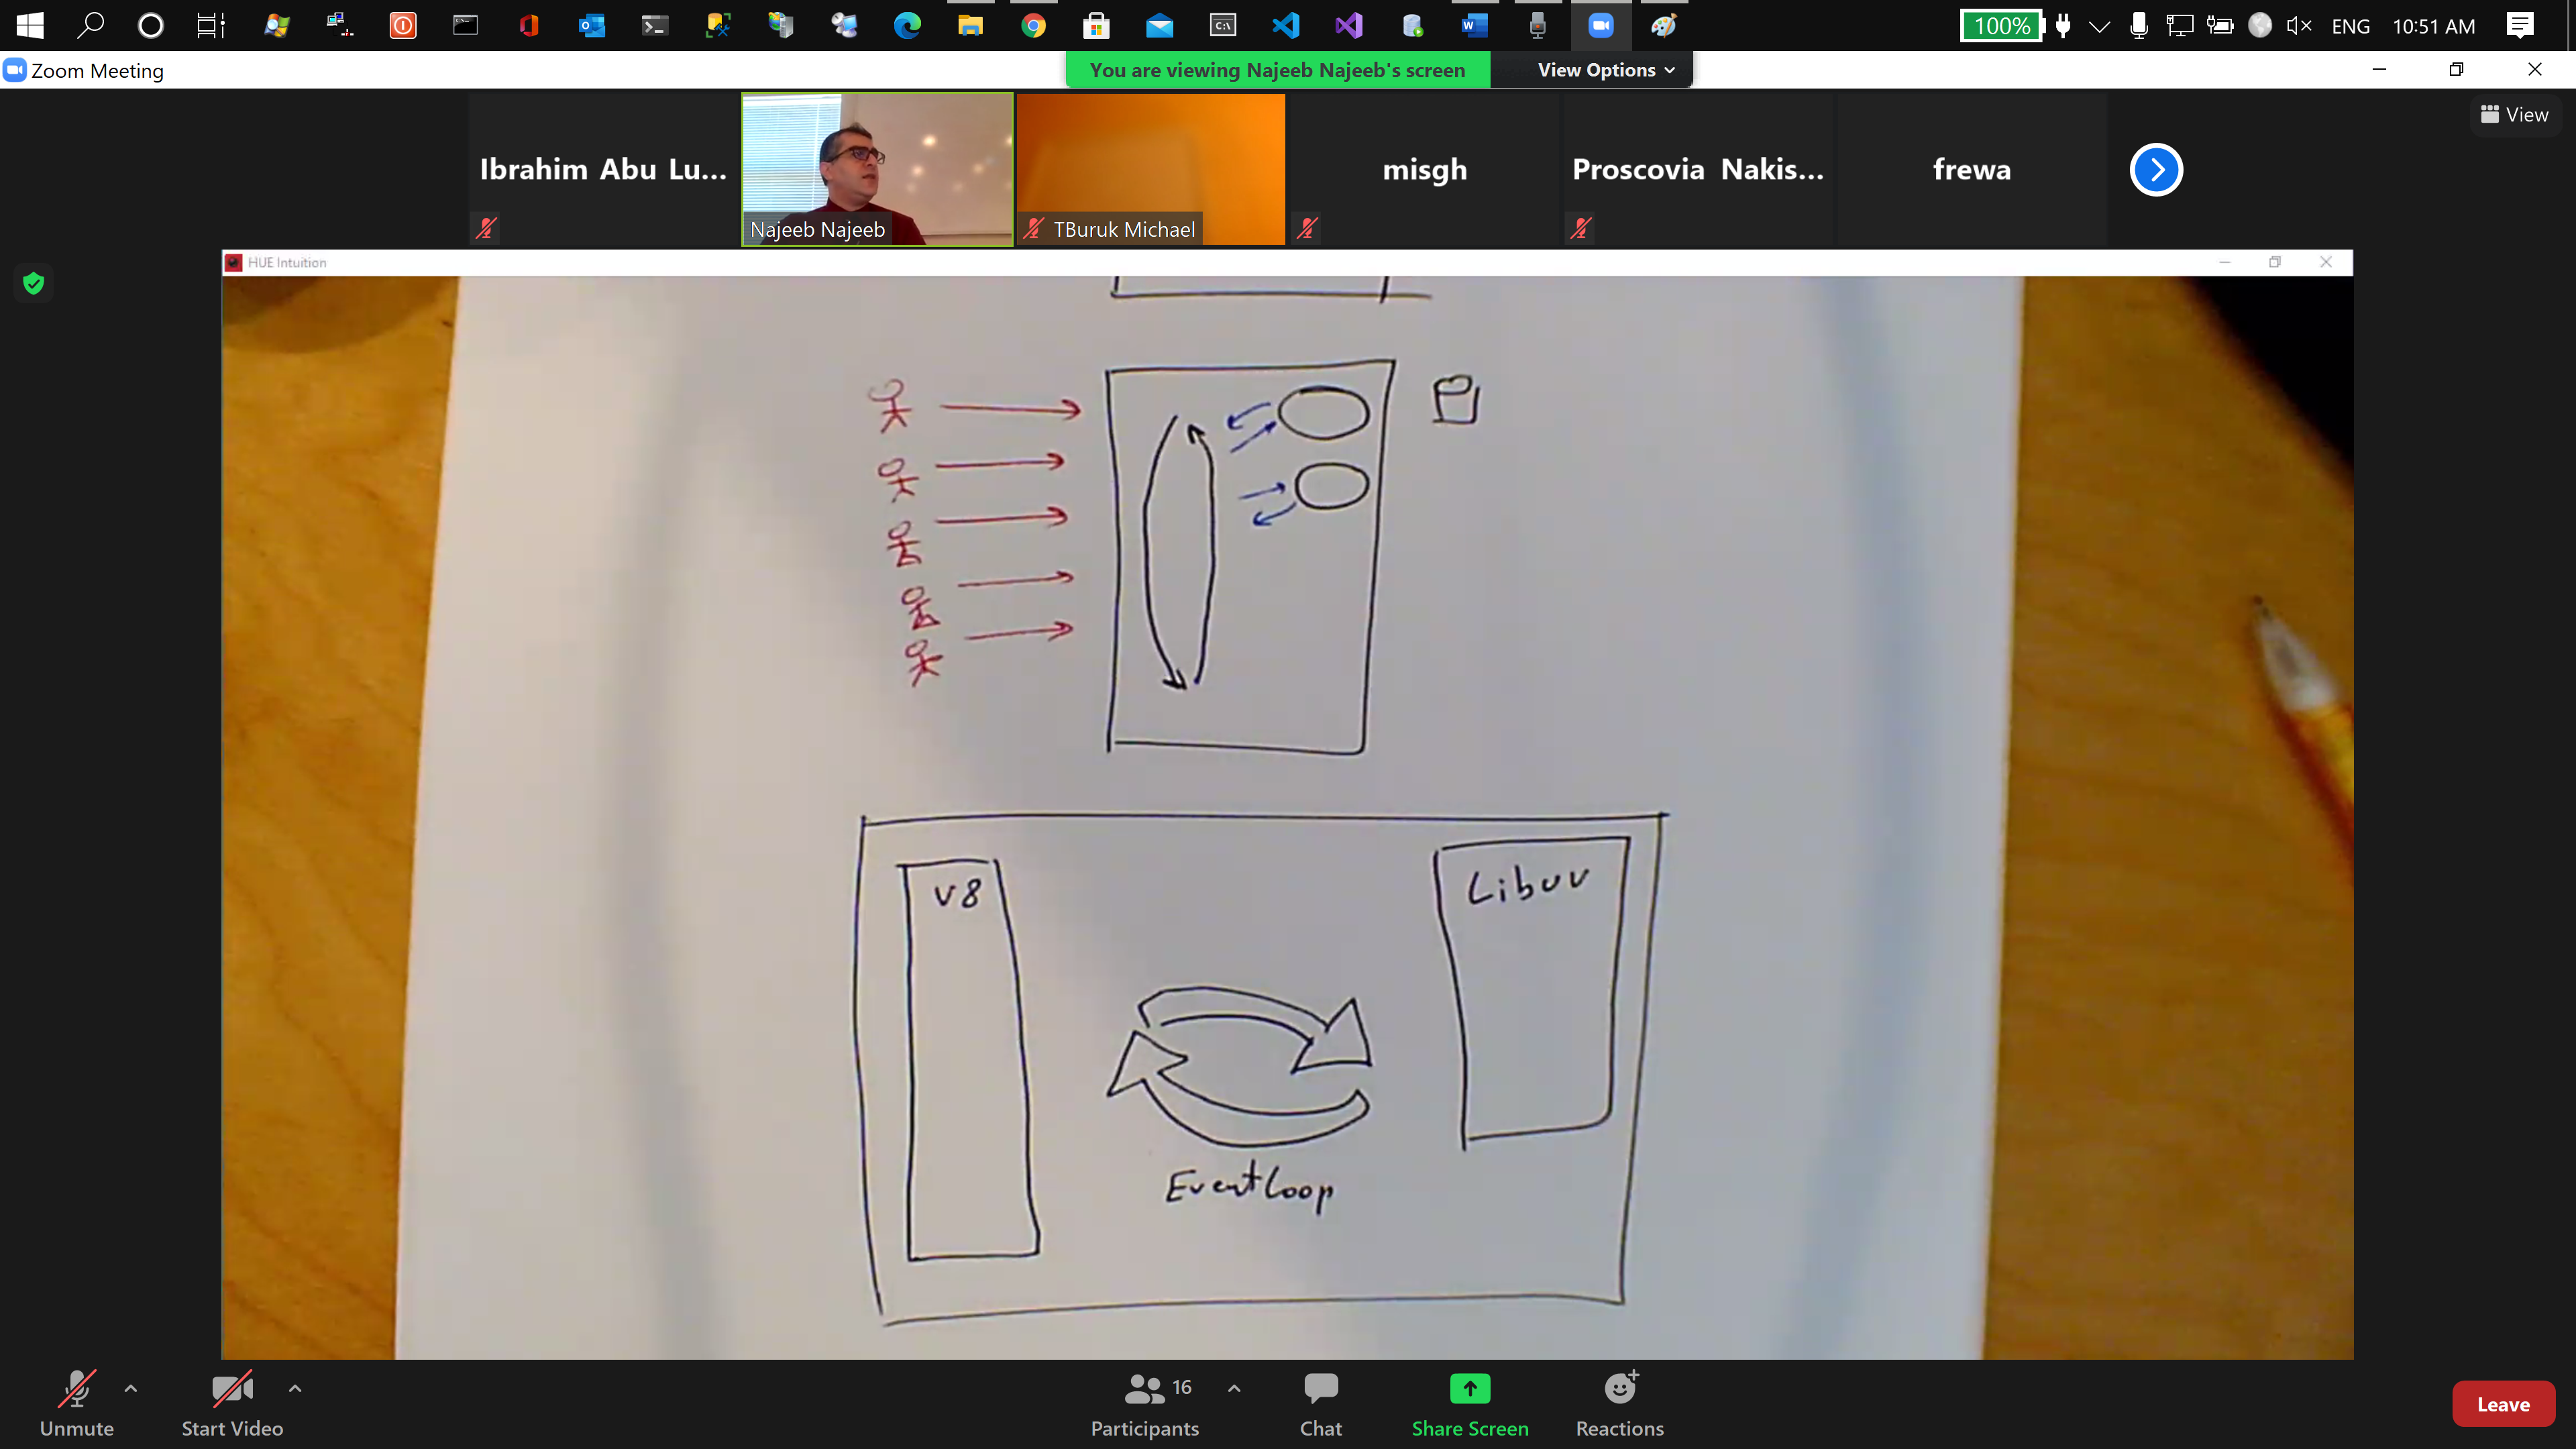 100%
ENG
10:51 AM
Zoom Meeting
You are viewing Najeeb Najeeb's screen
View Options
View
Ibrahim Abu Lu...
Najeeb Najeeb
TBuruk Michael
misgh
Proscovia Nakis...
frewa
HUE Intuition
V8
Libuv
Event Loop
Unmute
Start Video
16
Participants
Chat
Share Screen
Reactions
Leave